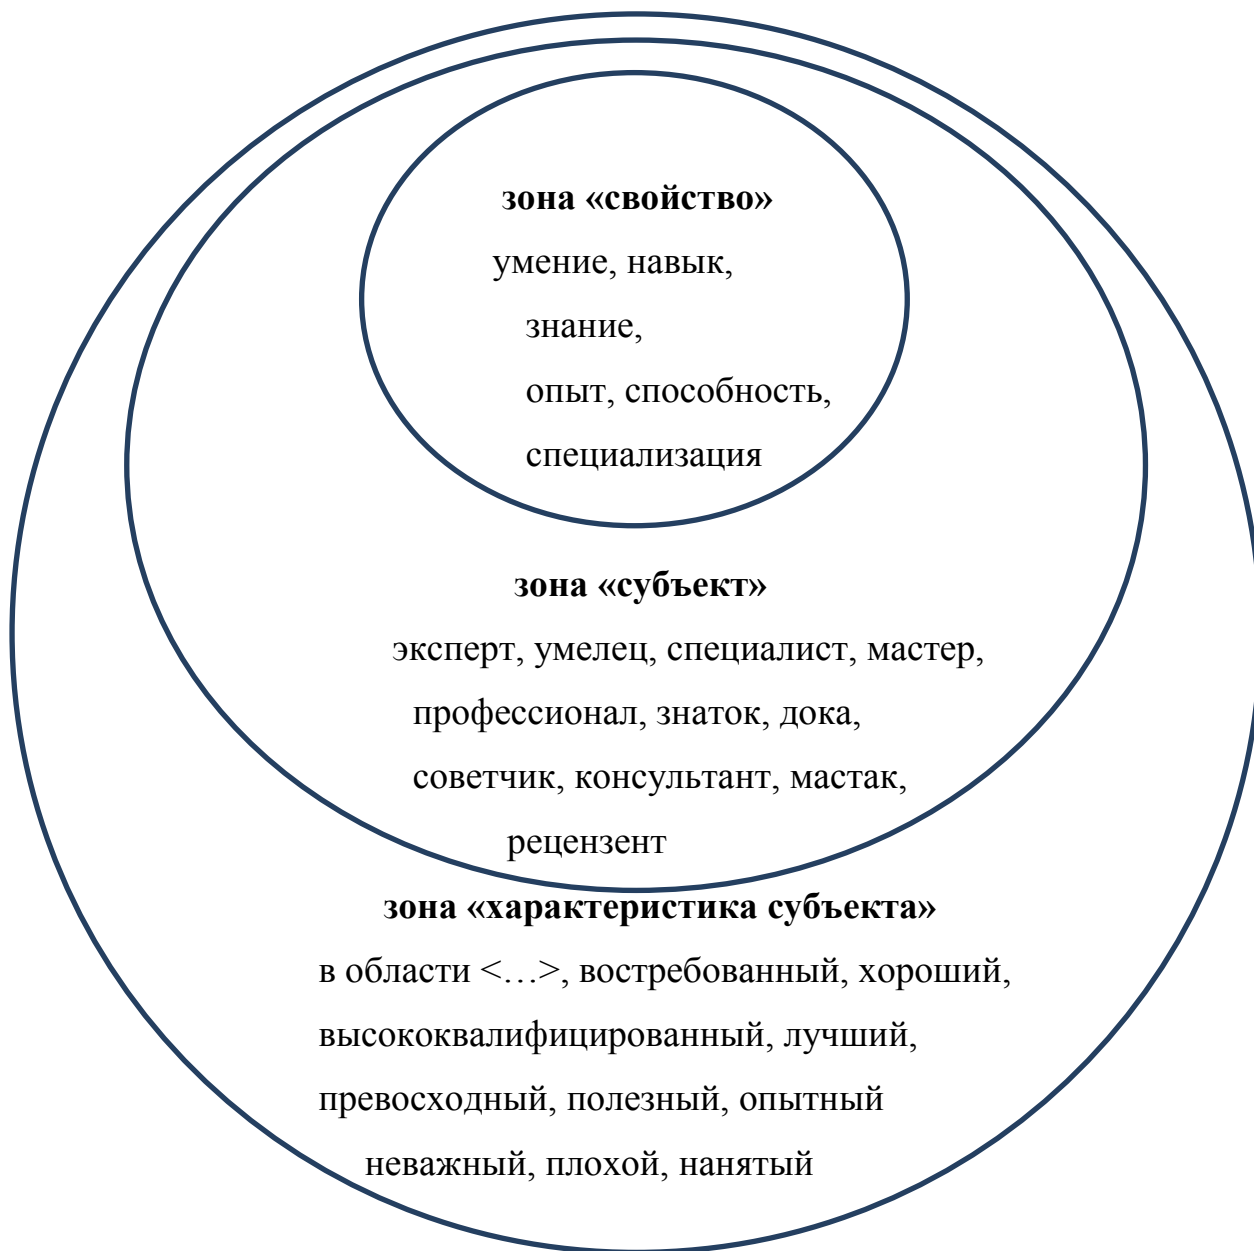 зона «свойство»
умение, навык,
знание,
опыт, способность,
специализация
зона «субъект»
эксперт, умелец, специалист, мастер,
профессионал, знаток, дока,
советчик, консультант, мастак,
рецензент
зона «характеристика субъекта»
в области <…>, востребованный, хороший,
высококвалифицированный, лучший,
превосходный, полезный, опытный
неважный, плохой, нанятый